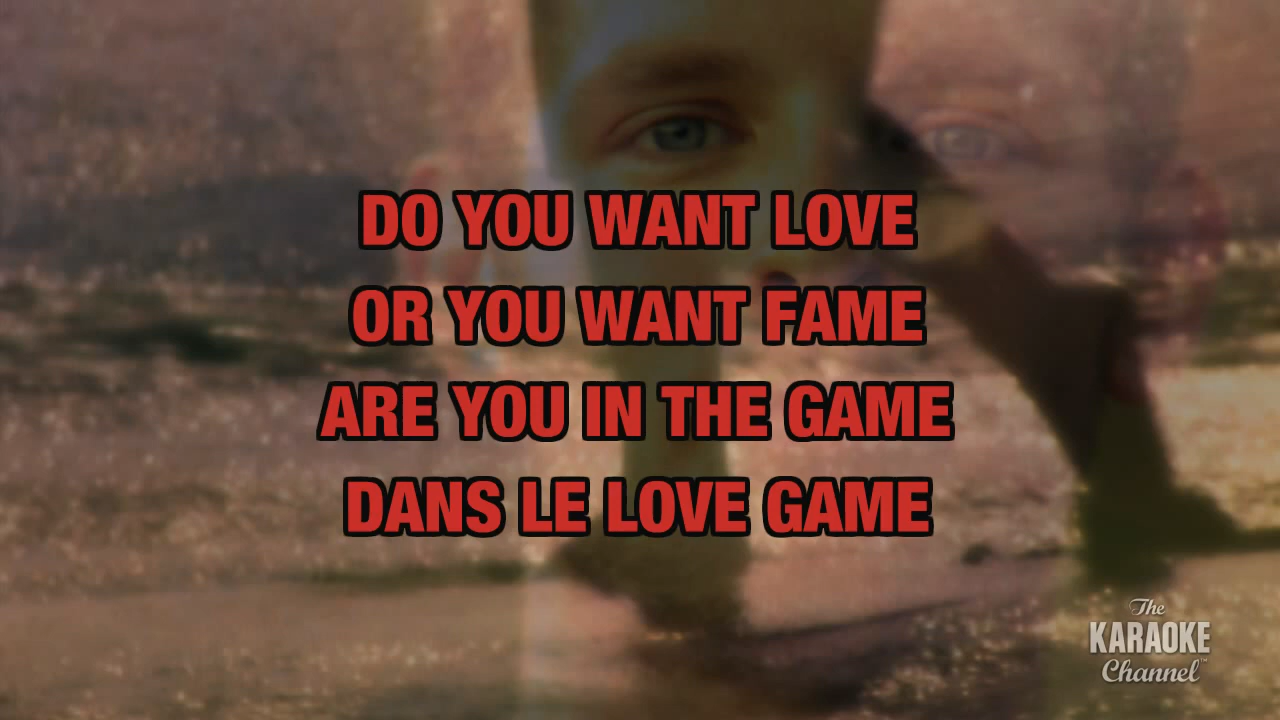 DO YOU WANT LOVE
OR YOU WANT FAME
ARE YOU IN THE GAME
DANS LE LOVE GAME
The
KARAOKE
Channel™